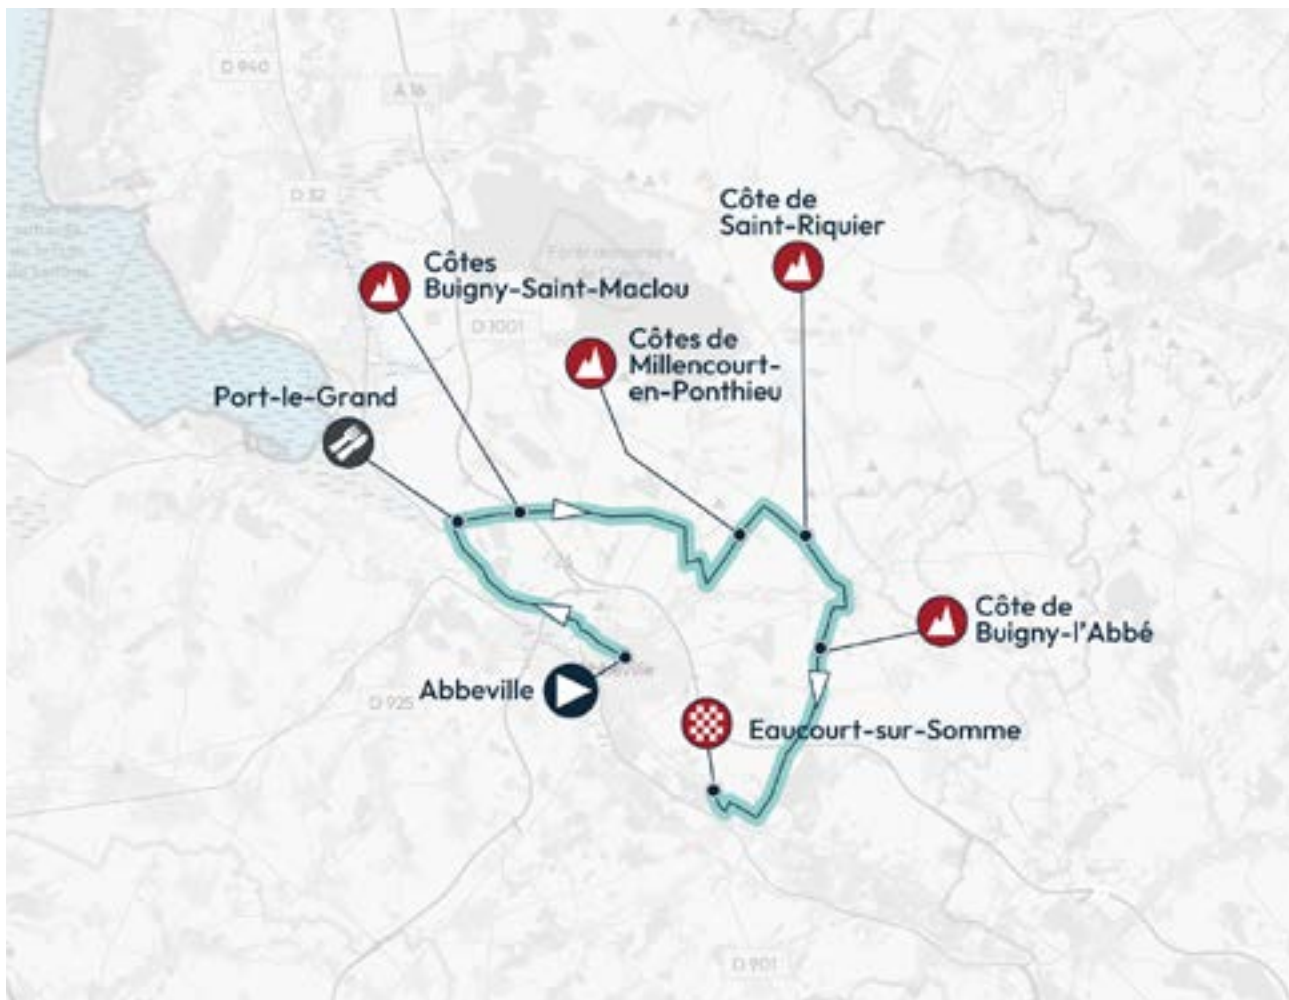 D 940
A 16
D 32
Côte de
Saint-Riquier
Côtes
Buigny-Saint-Maclou
D 1001
Côtes de
Millencourt-
en-Ponthieu
Port-le-Grand
Côte de
Buigny-l'Abbé
Abbeville
D 925
Eaucourt-sur-Somme
D 901